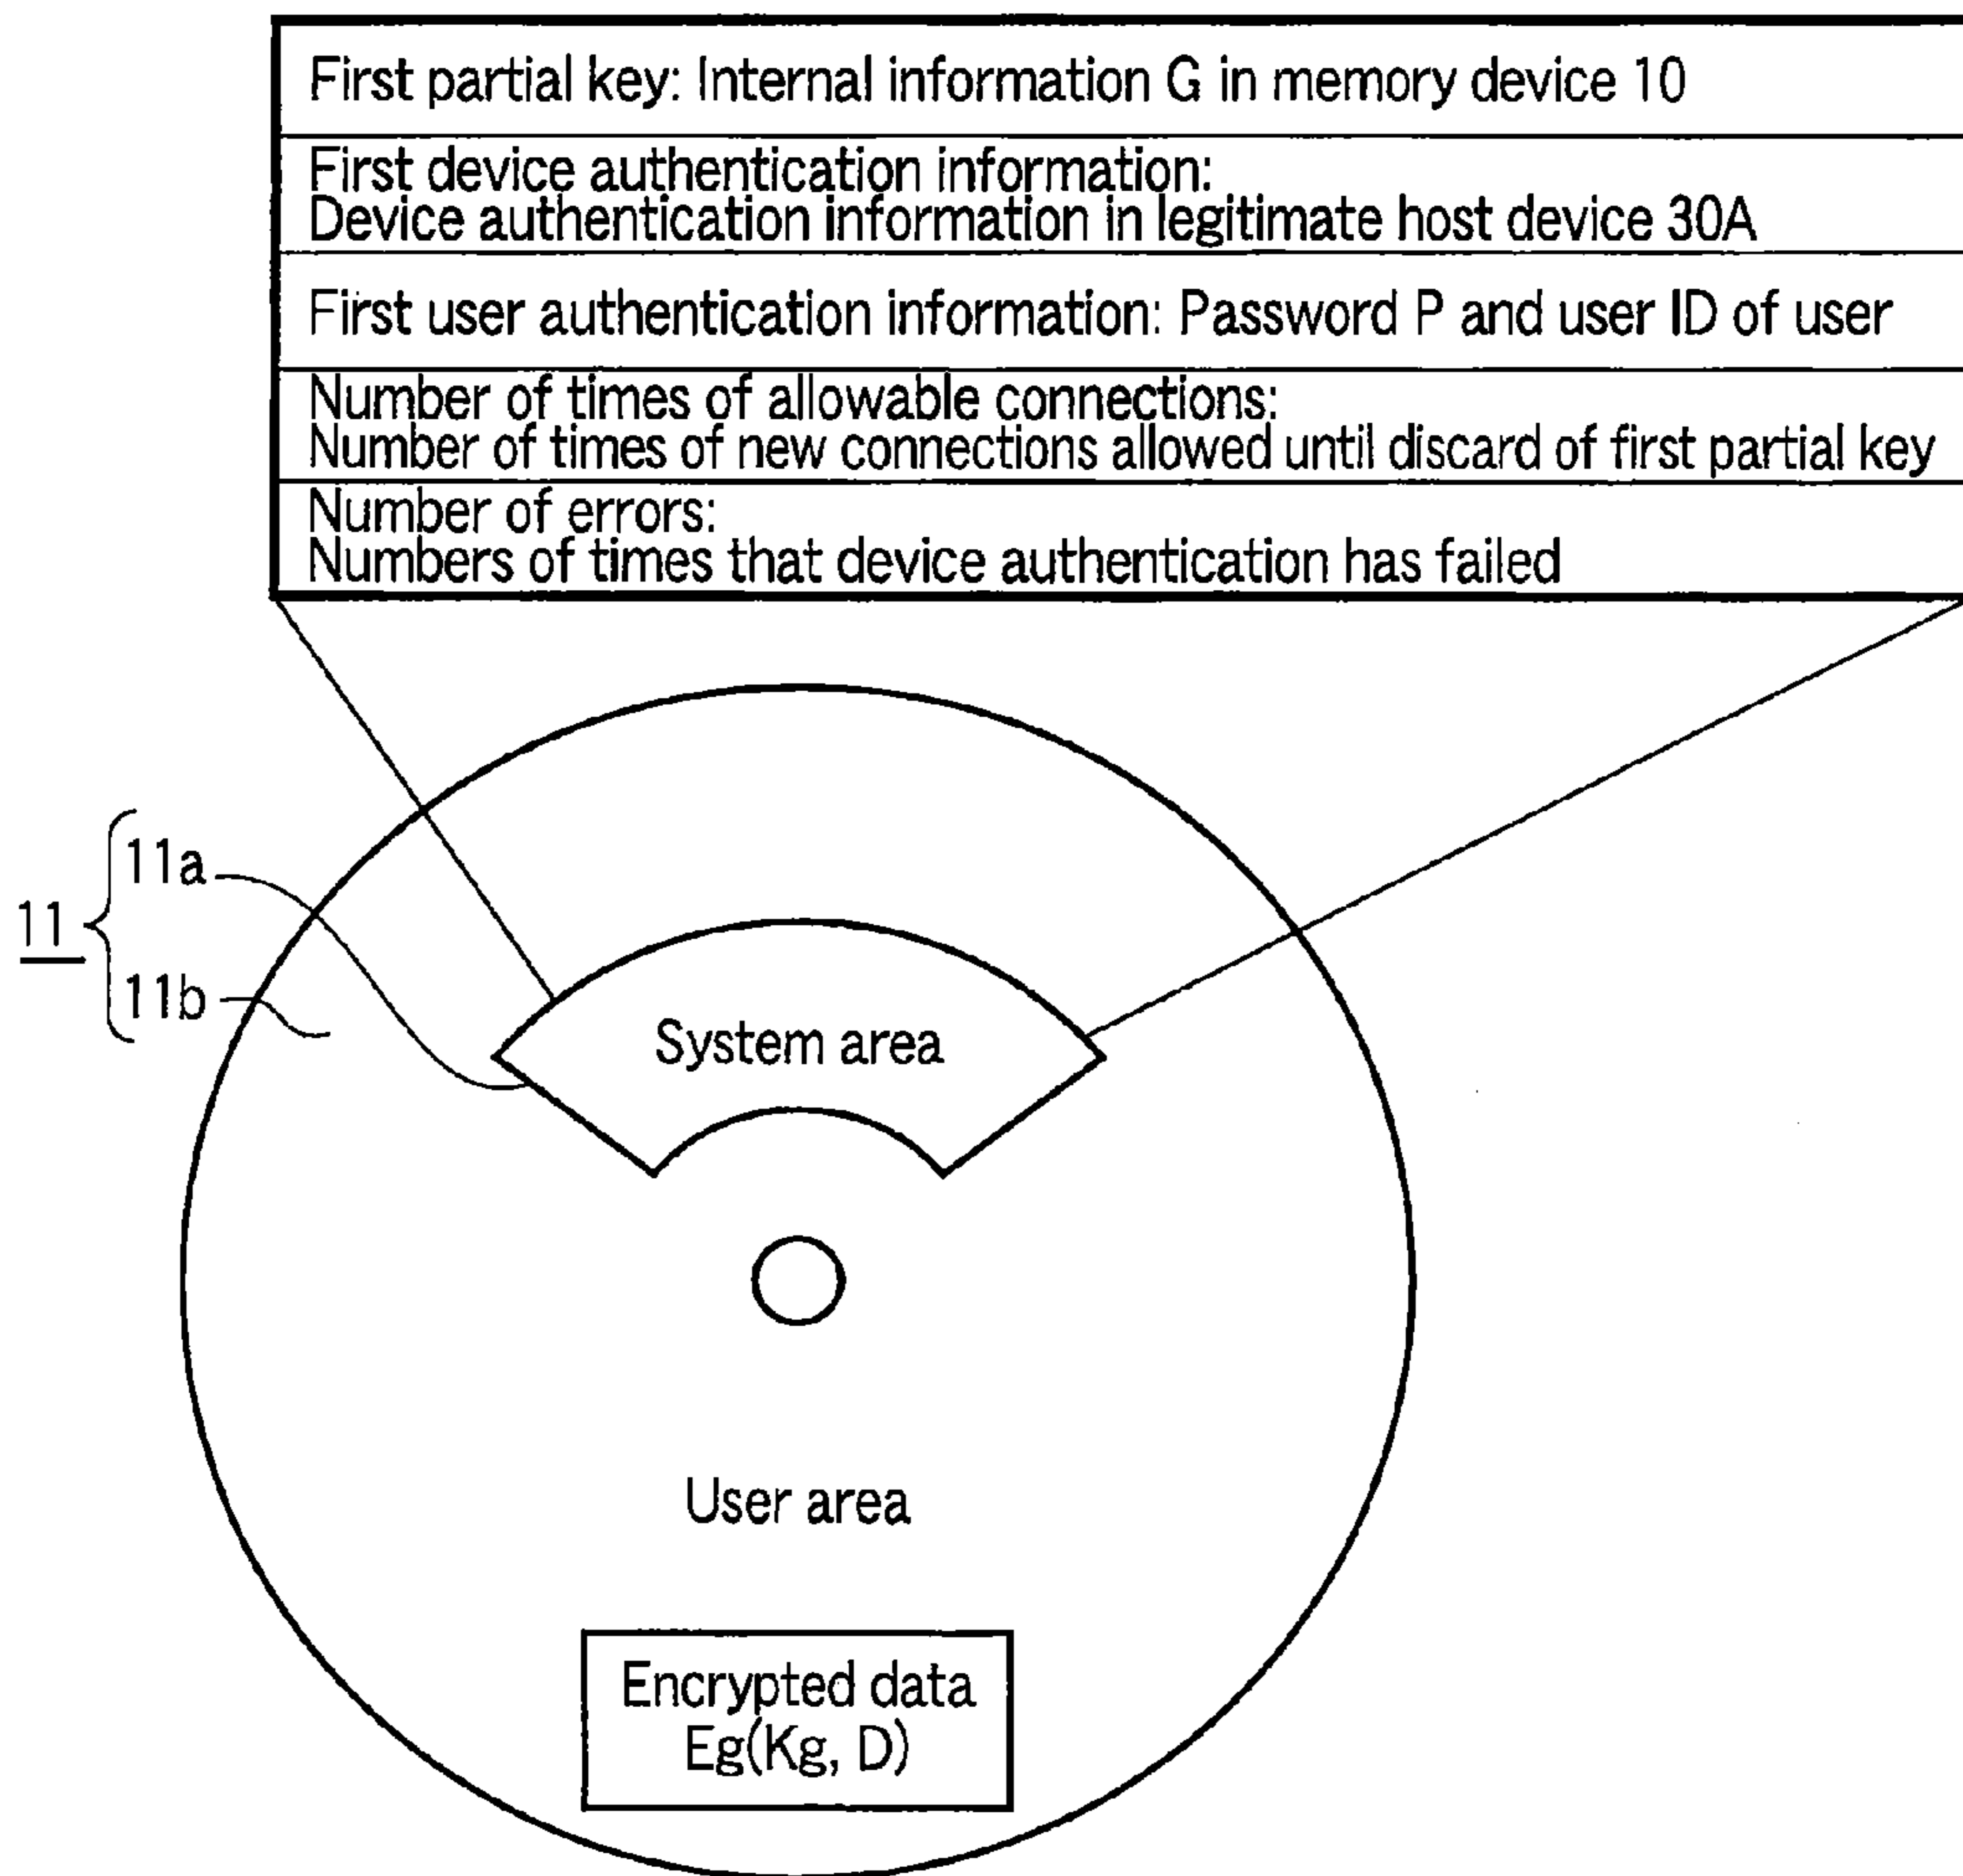 First partial key: Internal information G in memory device 10
First device authentication information:
Device authentication information in legitimate host device 30A
First user authentication information: Password P and user ID of user
Number of times of allowable connections:
Number of times of new connections allowed until discard of first partial key
Number of errors:
Numbers of times that device authentication has failed
11a
11
11b
System area
User area
Encrypted data
Eg(Kg, D)